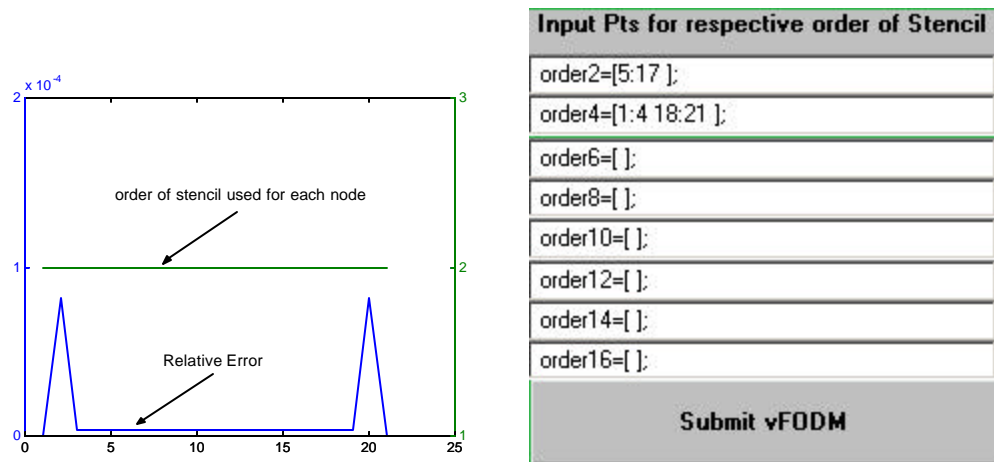 2 x 10-4
3
order of stencil used for each node
1
2
Relative Error
0
1
0 5 10 15 20 25
Input Pts for respective order of Stencil
order2=[5:17 ];
order4=[1:4 18:21 ];
order6=[ ];
order8=[ ];
order10=[ ];
order12=[ ];
order14=[ ];
order16=[ ];
Submit vFODM